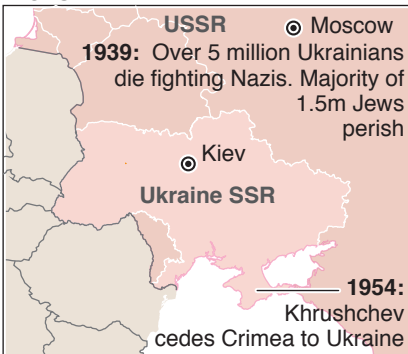 USSR
Moscow
1939: Over 5 million Ukrainians
die fighting Nazis. Majority of
1.5m Jews
perish
Kiev
Ukraine SSR
1954:
Khrushchev
cedes Crimea to Ukraine